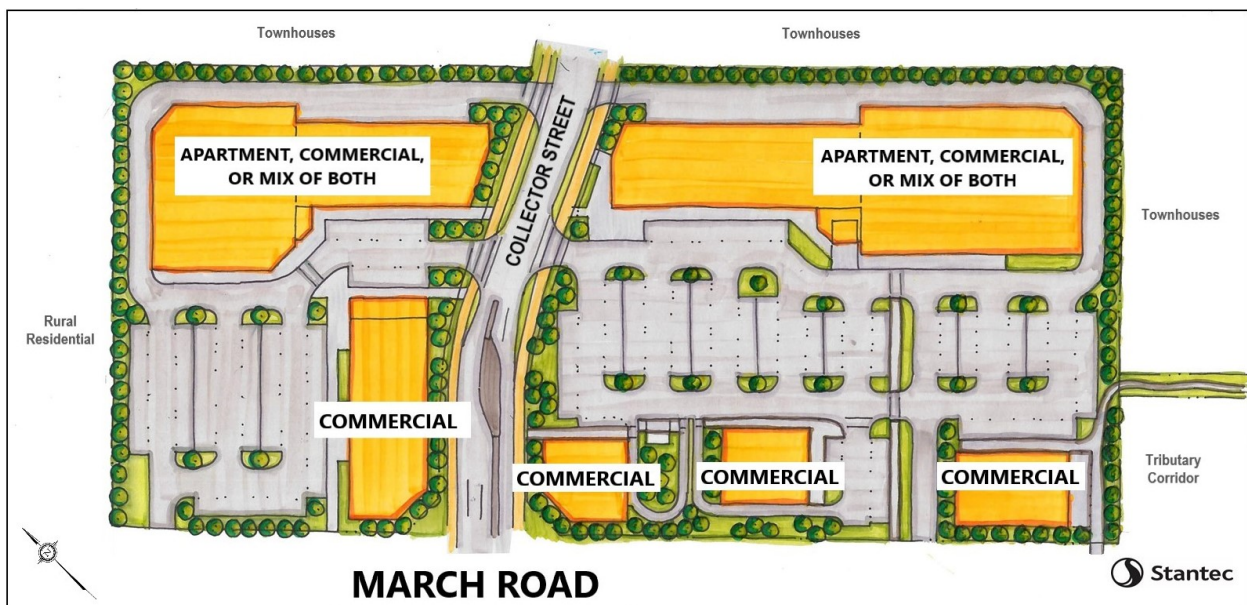 Townhouses
Townhouses
COLLECTOR STREET
APARTMENT, COMMERCIAL,
OR MIX OF BOTH
APARTMENT, COMMERCIAL,
OR MIX OF BOTH
Townhouses
Rural
Residential
COMMERCIAL
COMMERCIAL
COMMERCIAL
COMMERCIAL
Tributary
Corridor
MARCH ROAD
Stantec